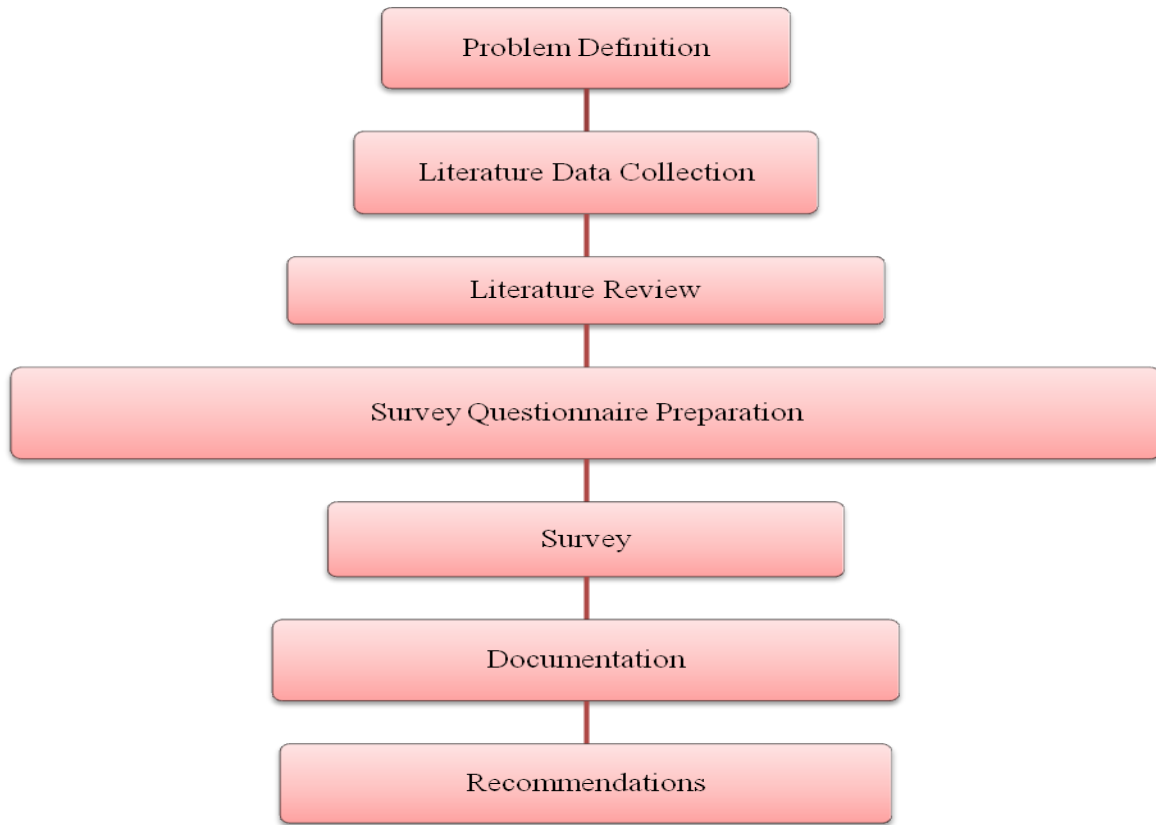 Problem Definition
Literature Data Collection
Literature Review
Survey Questionnaire Preparation
Survey
Documentation
Recommendations